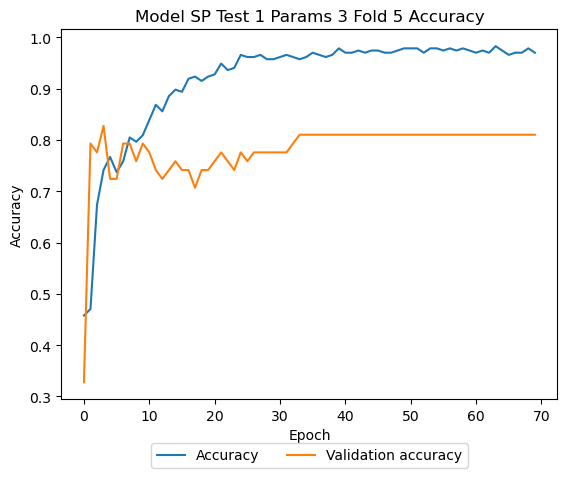 Model SP Test 1 Params 3 Fold 5 Accuracy
1.0
0.9
0.8
0.7
0.6
0.5
0.4
0.3
Accuracy
0 10 20 30 40 50 60 70
Epoch
Accuracy Validation accuracy